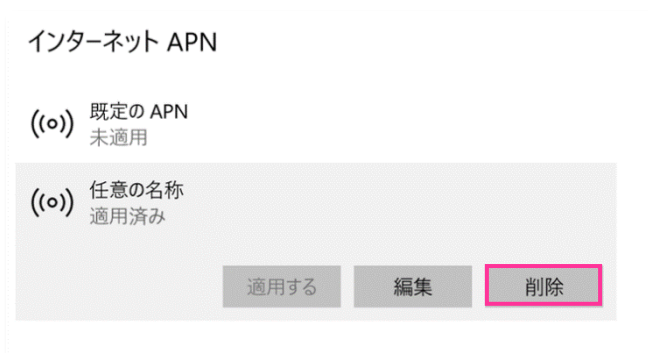 インターネット APN
既定の APN
未適用
任意の名称
適用済み
適用する 編集 削除